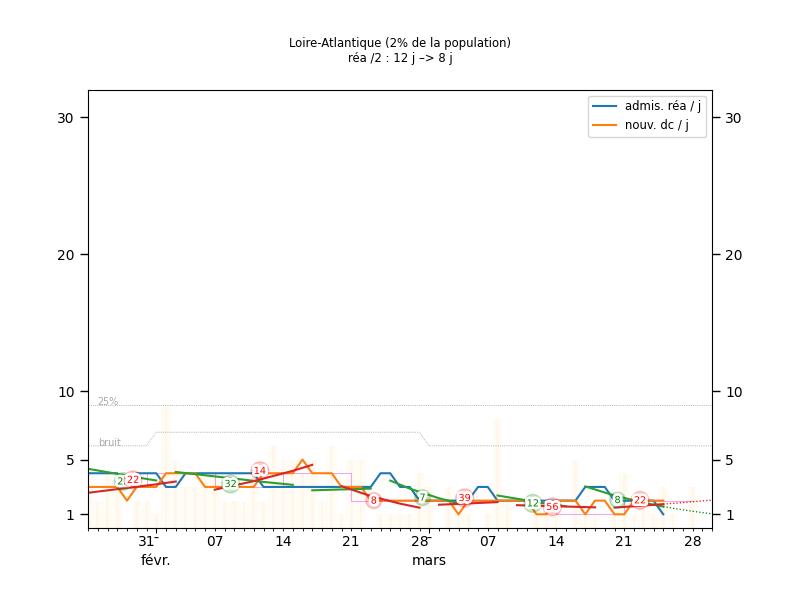 Loire-Atlantique (2% de la population)
réa /2 : 12 j –> 8 j
admis. réa / j
nouv. dc / j
30 30
20 20
10 10
25%
bruit
5 5
22 32 14 8 7 39 12 56 8 22
1 1
31 07 14 21 28 07 14 21 28
févr. mars